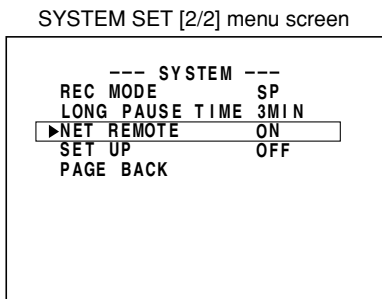 SYSTEM SET [2/2] menu screen
--- SYSTEM ---
REC MODE SP
LONG PAUSE TIME 3MIN
▶NET REMOTE ON
SET UP OFF
PAGE BACK